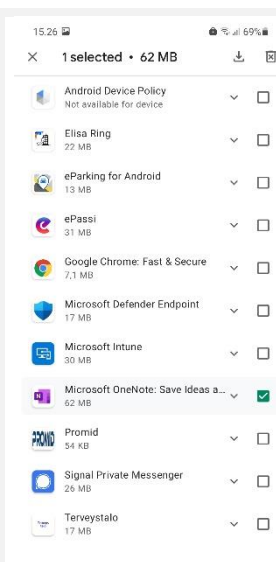 15.26
69%
1 selected • 62 MB
Android Device Policy
Not available for device
Elisa Ring
22 MB
eParking for Android
13 MB
ePassi
31 MB
Google Chrome: Fast & Secure
7,1 MB
Microsoft Defender Endpoint
17 MB
Microsoft Intune
30 MB
Microsoft OneNote: Save Ideas a...
62 MB
PROMID
Promid
54 KB
Signal Private Messenger
26 MB
Terveystalo
17 MB